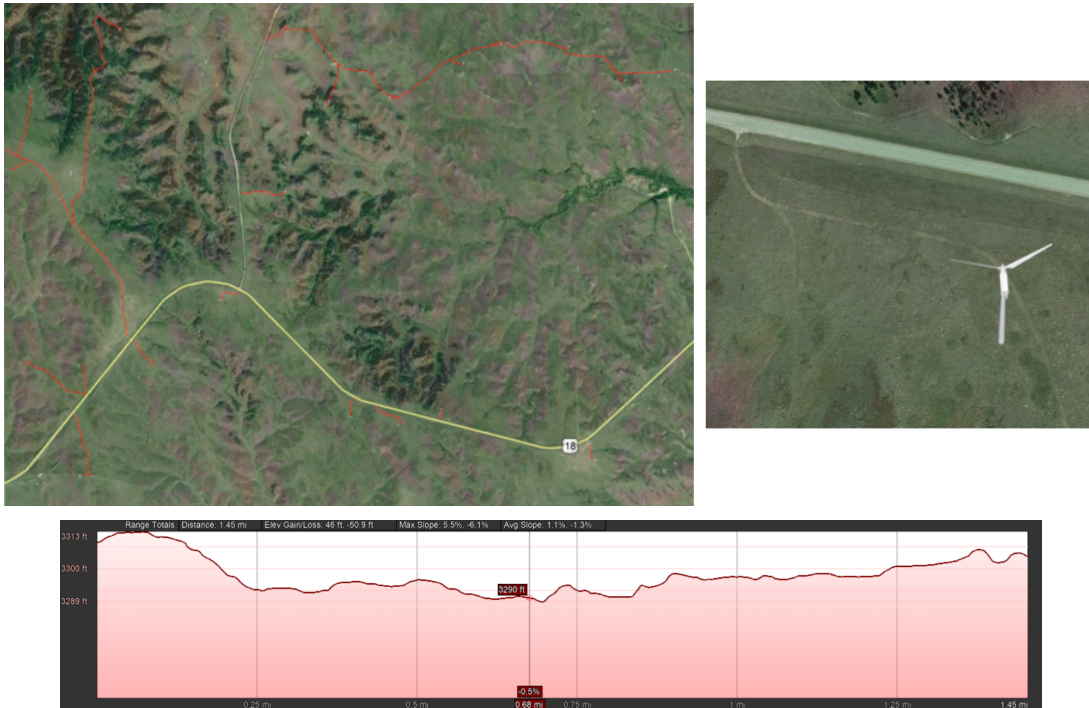 18
Range Totals Distance: 1.45 mi Elev Gain/Loss: 46 ft, -50.9 ft Max Slope: 5.5%, -6.1% Avg Slope: 1.1%, -1.3%
3313 ft
3300 ft
3290 ft
3289 ft
-0.5%
0.25 mi 0.5 mi 0.68 mi 0.75 mi 1 mi 1.25 mi 1.45 mi